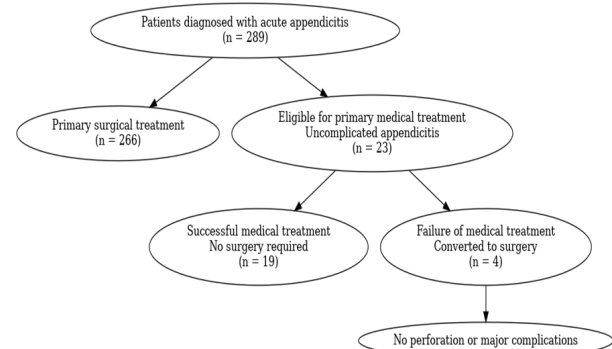 Patients diagnosed with acute appendicitis
(n = 289)
Primary surgical treatment
(n = 266)
Eligible for primary medical treatment
Uncomplicated appendicitis
(n = 23)
Successful medical treatment
No surgery required
(n = 19)
Failure of medical treatment
Converted to surgery
(n = 4)
No perforation or major complications